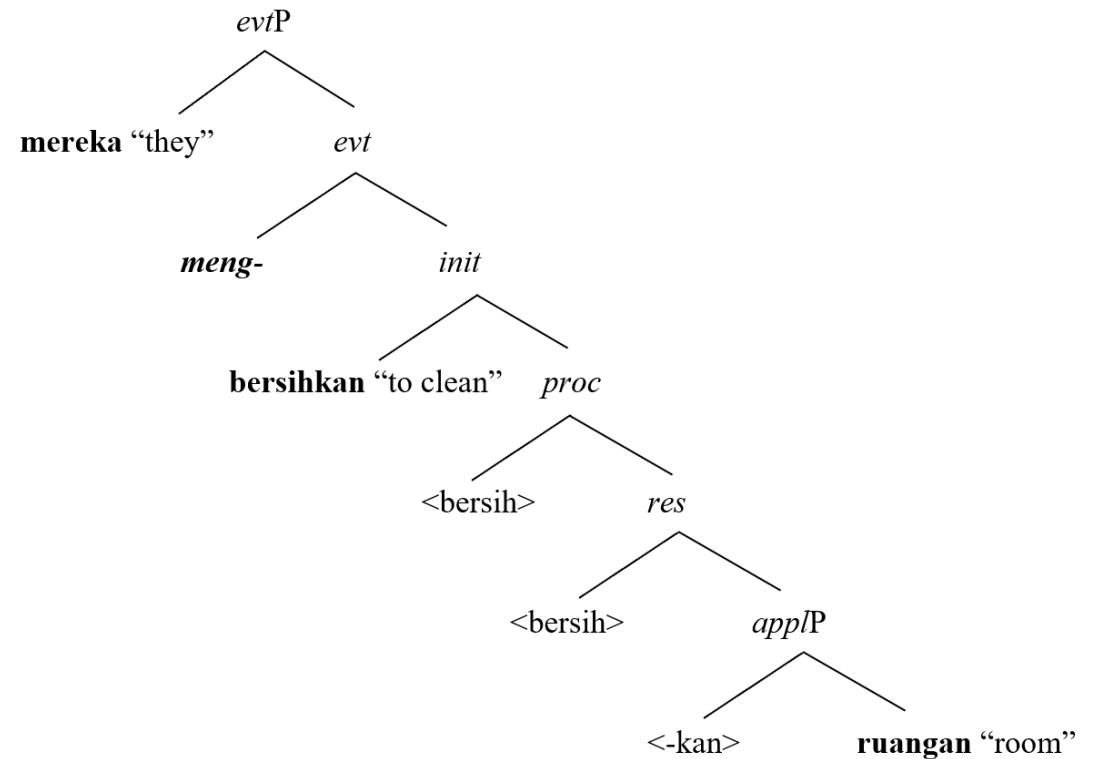 evtP
mereka “they” evt
meng- init
bersihkan “to clean” proc
<bersih> res
<bersih> applP
<-kan> ruangan “room”